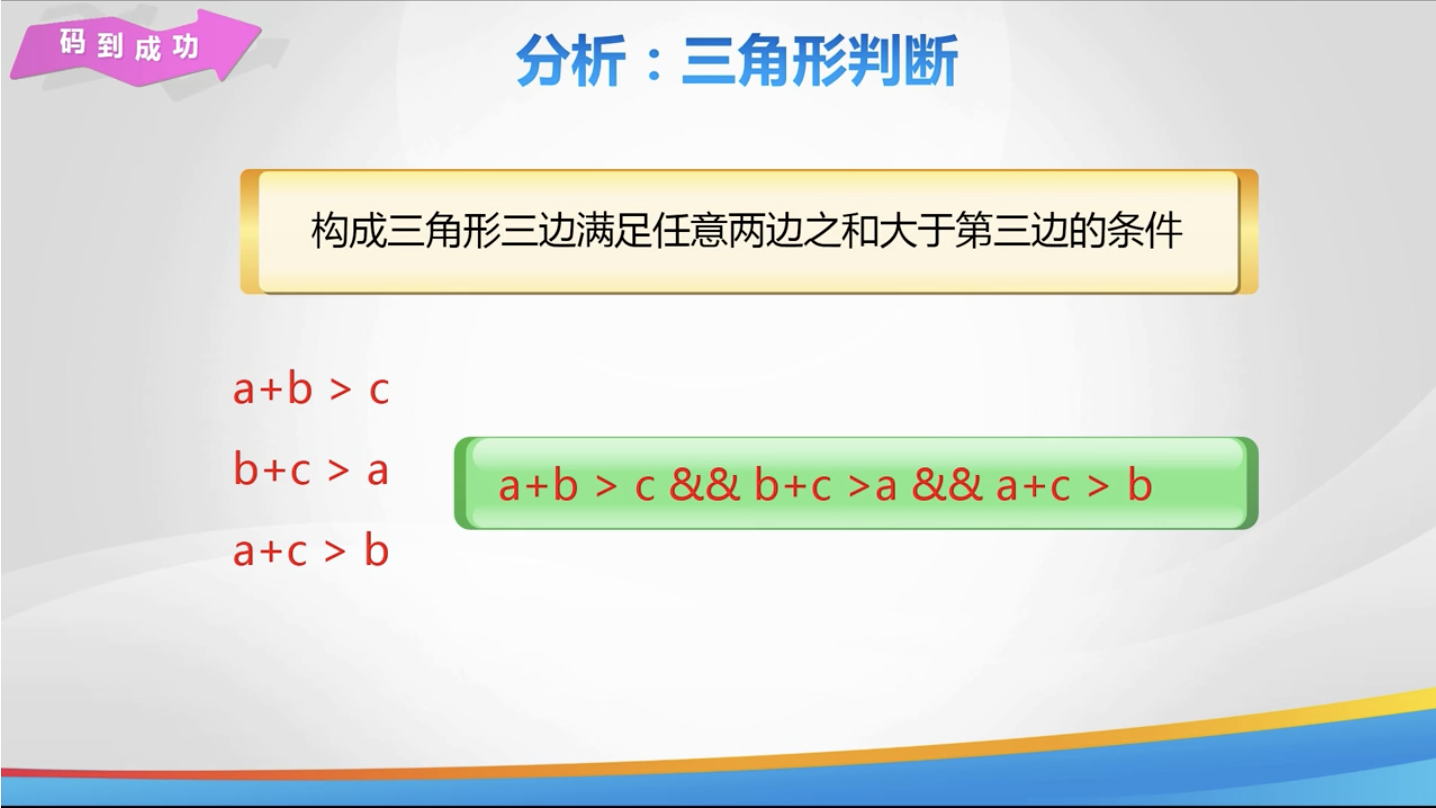 码到成功
分析：三角形判断
构成三角形三边满足任意两边之和大于第三边的条件
a+b > c
b+c > a
a+b > c && b+c >a && a+c > b
a+c > b